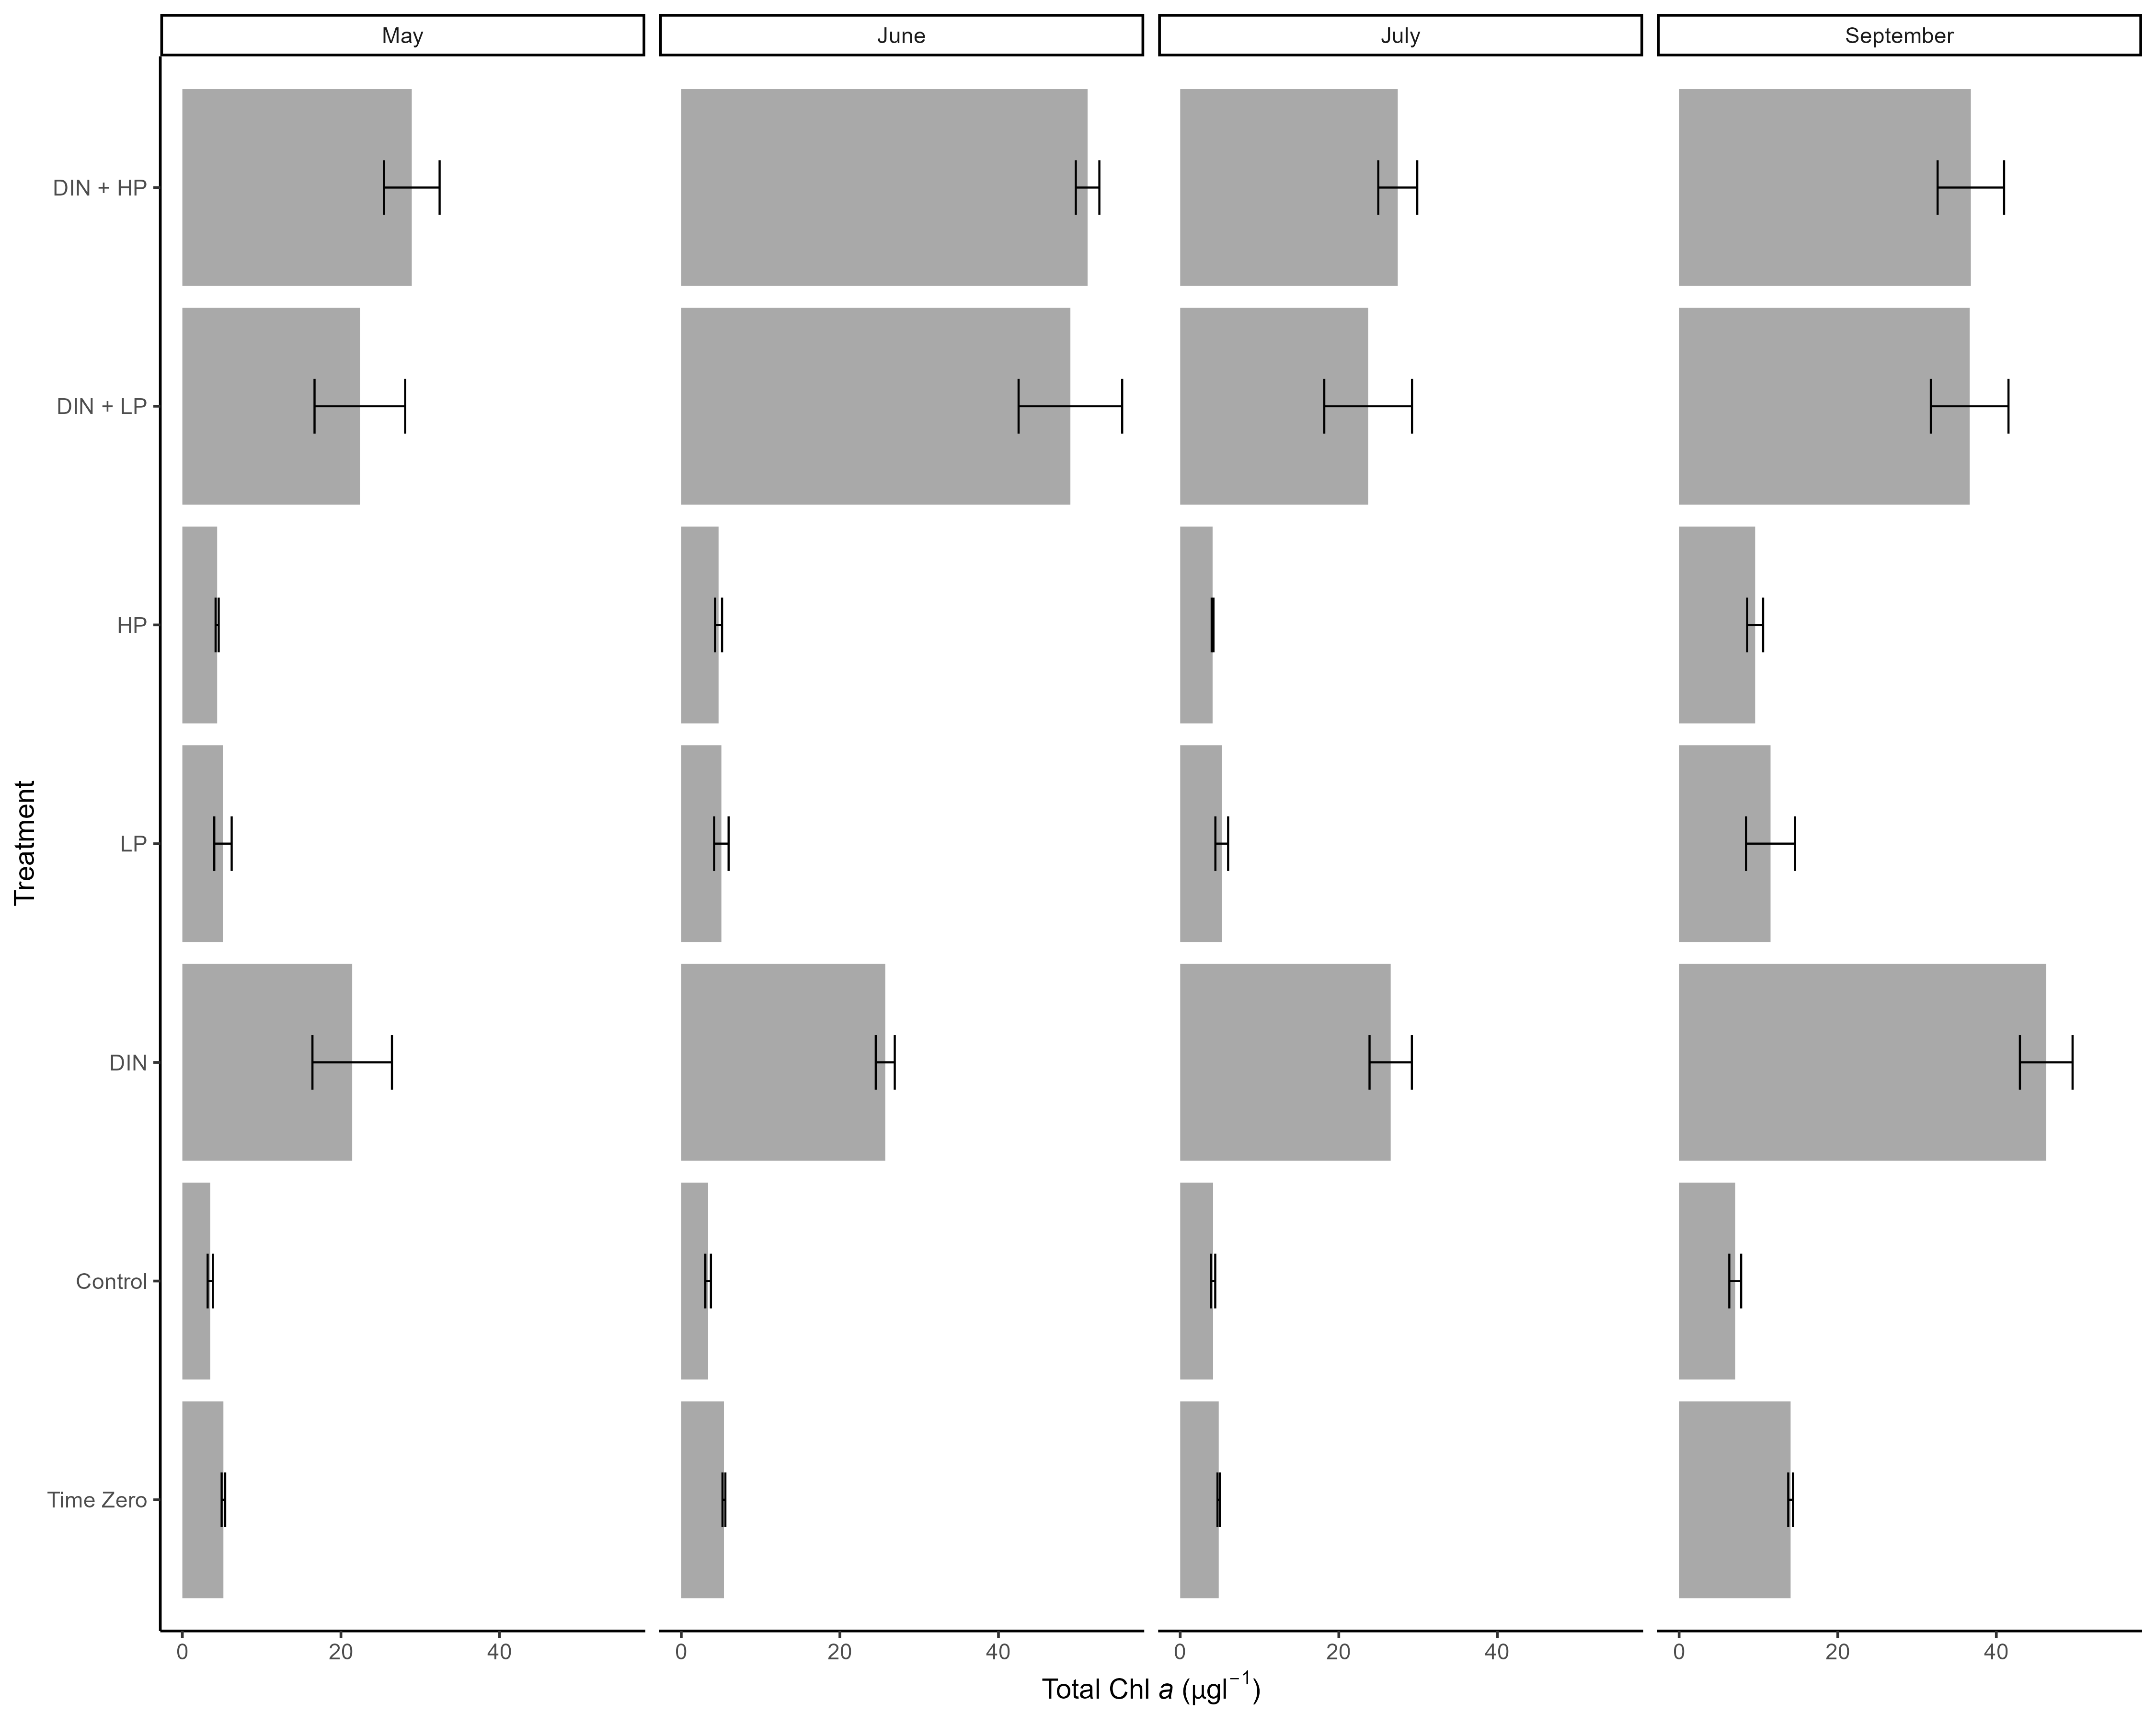 May June July September
DIN + HP
DIN + LP
HP
LP
DIN
Control
Time Zero
Treatment
0 20 40 0 20 40 0 20 40 0 20 40
Total Chl a (µgl⁻¹)